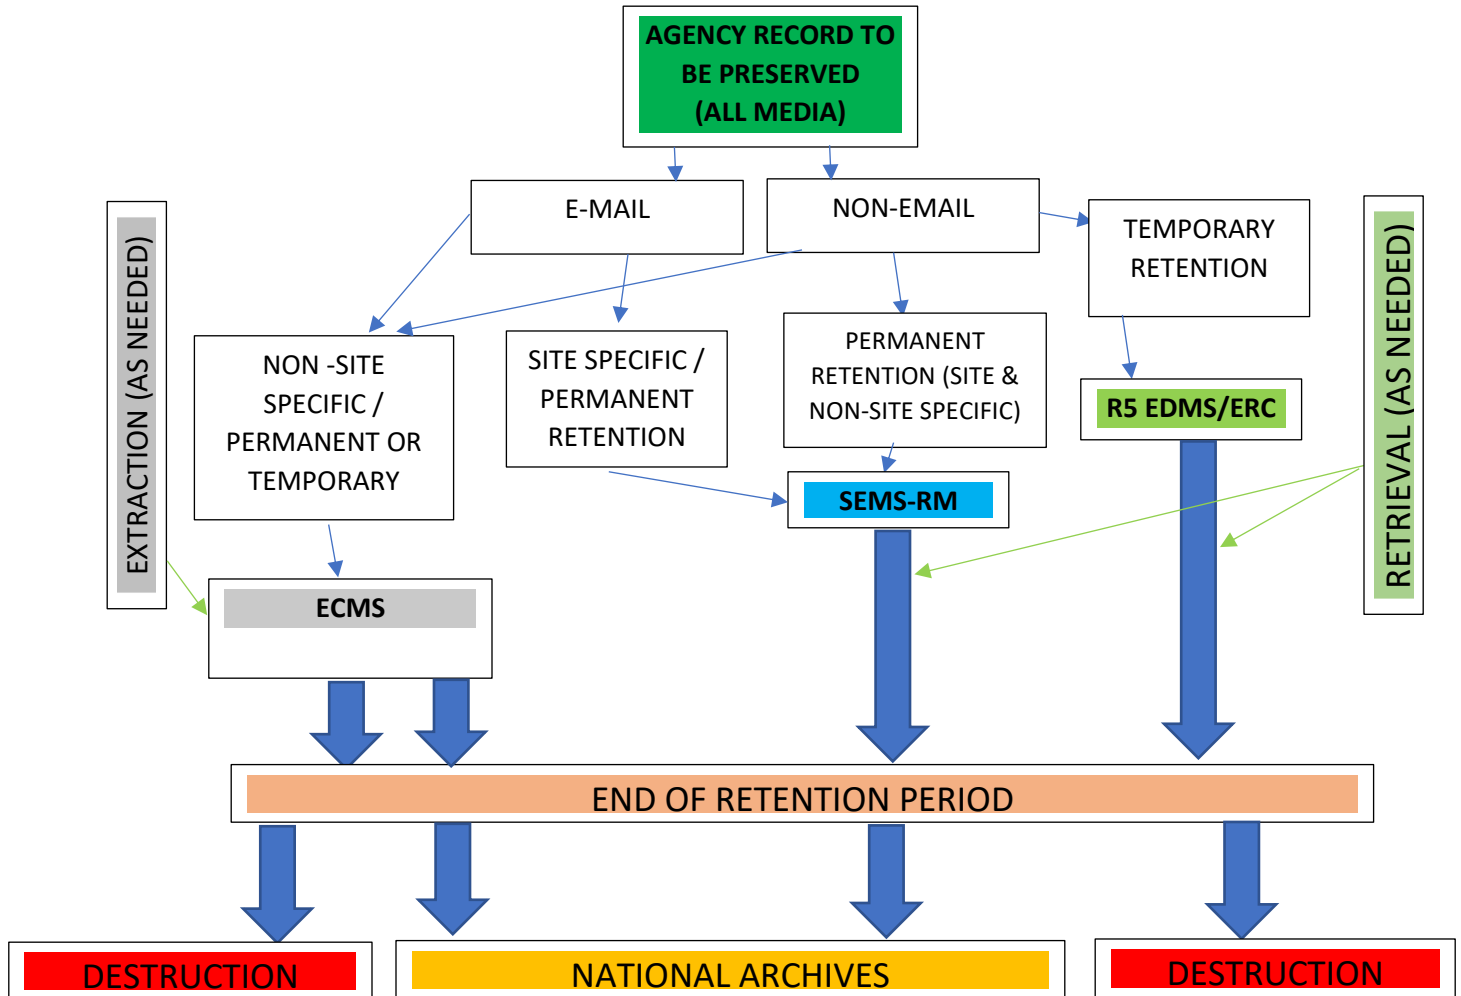 AGENCY RECORD TO
BE PRESERVED
(ALL MEDIA)
E-MAIL
NON-EMAIL
TEMPORARY
RETENTION
EXTRACTION (AS NEEDED)
RETRIEVAL (AS NEEDED)
NON -SITE
SPECIFIC /
PERMANENT OR
TEMPORARY
SITE SPECIFIC /
PERMANENT
RETENTION
PERMANENT
RETENTION (SITE &
NON-SITE SPECIFIC)
R5 EDMS/ERC
SEMS-RM
ECMS
END OF RETENTION PERIOD
DESTRUCTION
NATIONAL ARCHIVES
DESTRUCTION